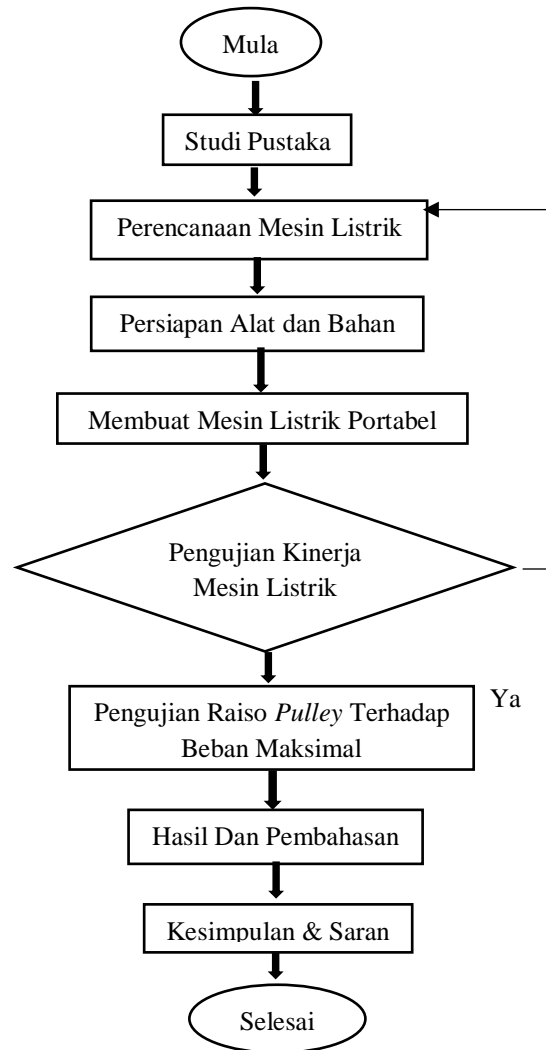 Mula
Studi Pustaka
Perencanaan Mesin Listrik
Persiapan Alat dan Bahan
Membuat Mesin Listrik Portabel
Pengujian Kinerja
Mesin Listrik
Ya
Pengujian Raiso Pulley Terhadap
Beban Maksimal
Hasil Dan Pembahasan
Kesimpulan & Saran
Selesai